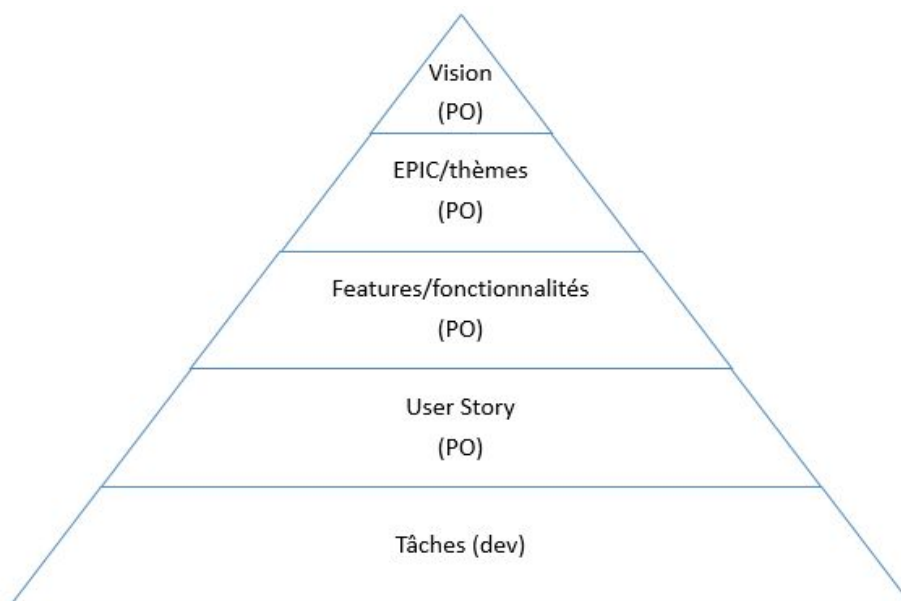 Vision
(PO)
EPIC/thèmes
(PO)
Features/fonctionnalités
(PO)
User Story
(PO)
Tâches (dev)